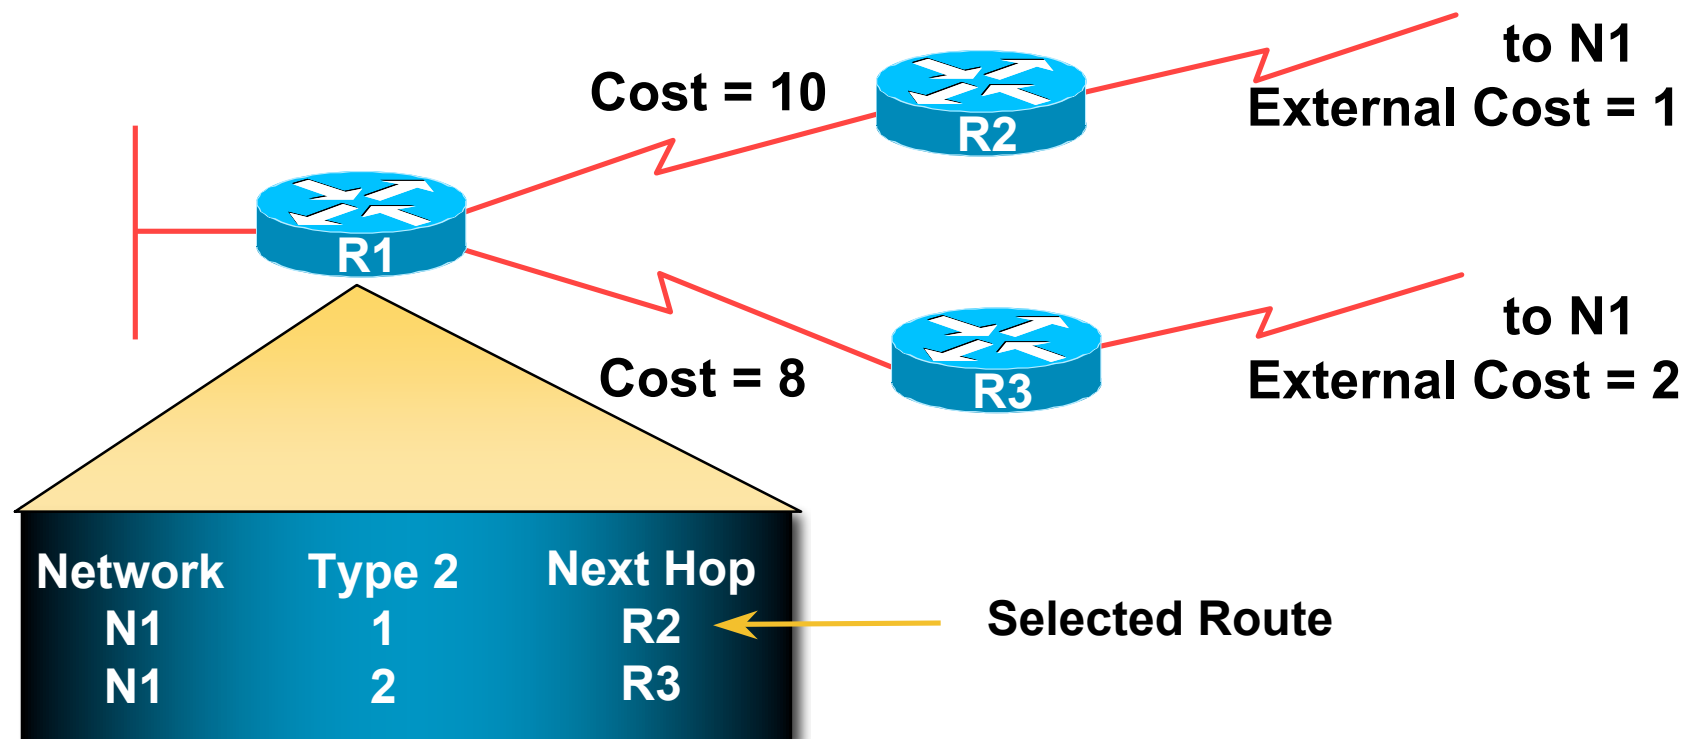 to N1
External Cost = 1
Cost = 10
R2
R1
to N1
External Cost = 2
Cost = 8
R3
Network Type 2 Next Hop
N1 1 R2
N1 2 R3
Selected Route